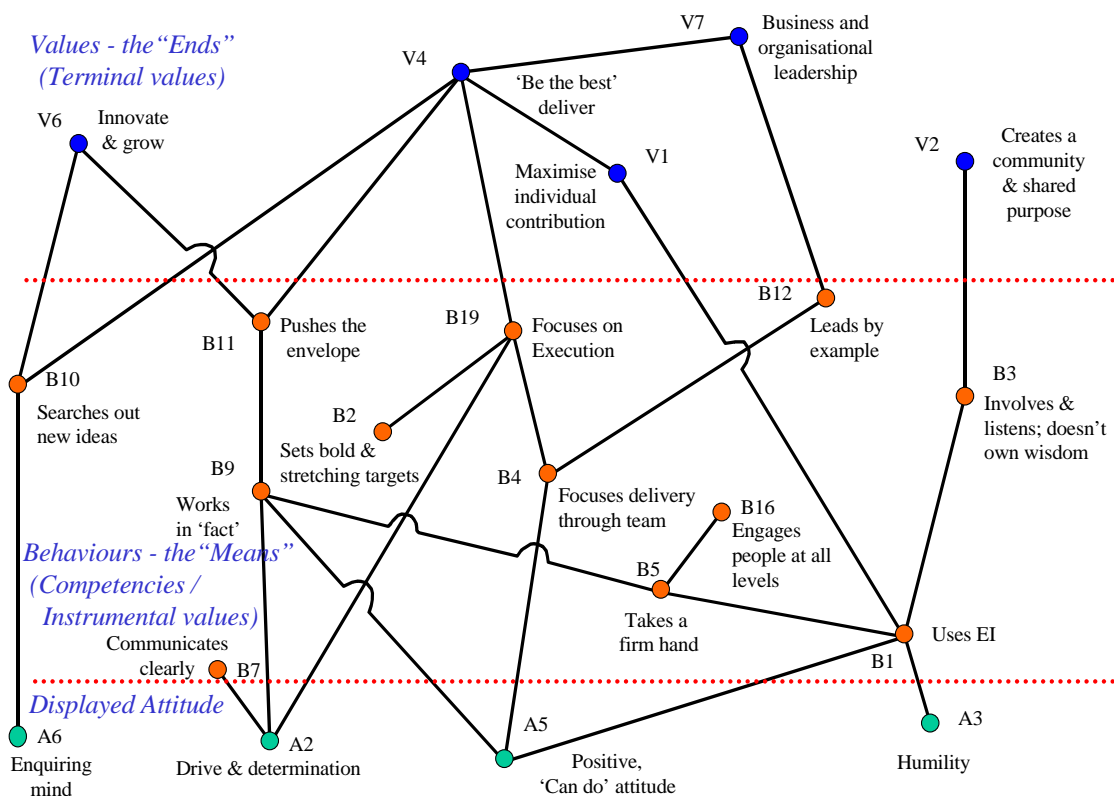 Values - the“Ends”
(Terminal values)
V6
Innovate
& grow
V4
‘Be the best’
deliver
V7
Business and
organisational
leadership
V1
Maximise
individual
contribution
V2
Creates a
community
& shared
purpose
B12
Leads by
example
B11
Pushes the
envelope
B19
Focuses on
Execution
B10
Searches out
new ideas
B3
Involves &
listens; doesn’t
own wisdom
B2
Sets bold &
stretching targets
B9
Works
in ‘fact’
B4
Focuses delivery
through team
B16
Engages
people at all
levels
Behaviours - the“Means”
(Competencies /
Instrumental values)
B5
Takes a
firm hand
Uses EI
B1
Communicates
clearly
B7
Displayed Attitude
A6
Enquiring
mind
A2
Drive & determination
A5
Positive,
‘Can do’ attitude
A3
Humility